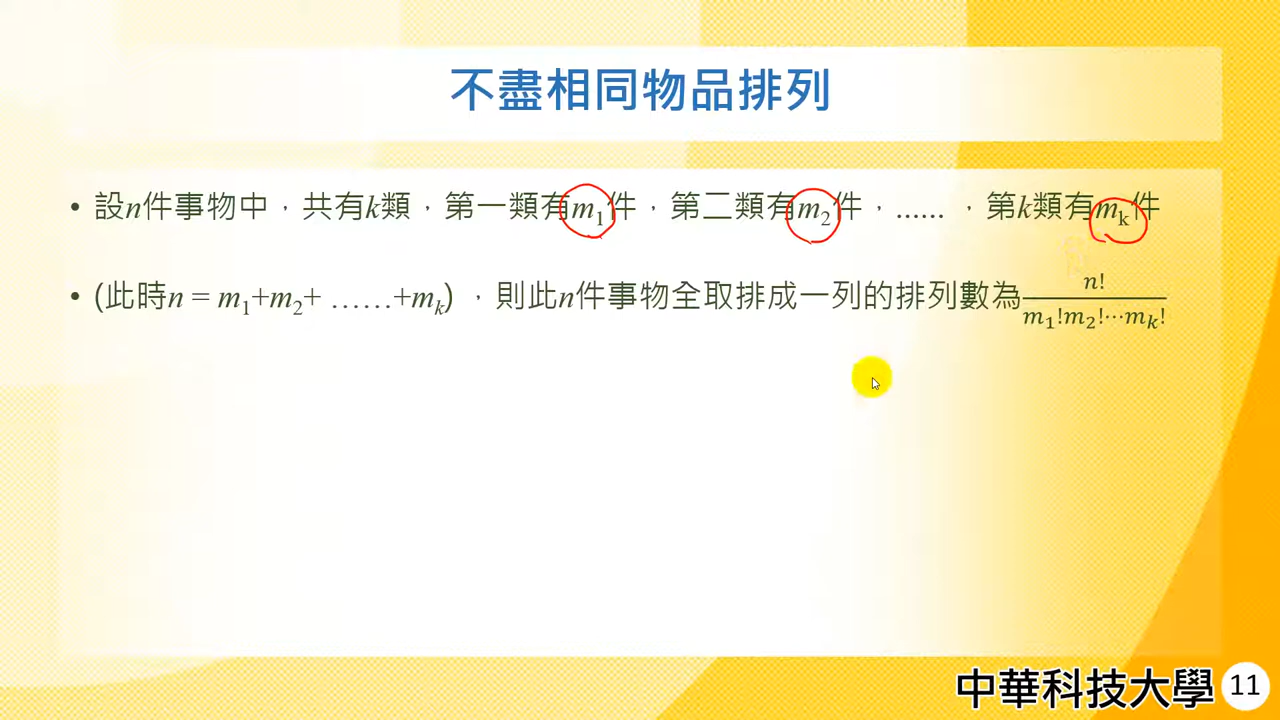 不盡相同物品排列
• 設n件事物中，共有k類，第一類有m₁件，第二類有m₂件，...... ，第k類有mₖ件
• (此時n = m₁+m₂+ ……+mₖ) ，則此n件事物全取排成一列的排列數為 n!/(m₁!m₂!⋯mₖ!)
中華科技大學 11